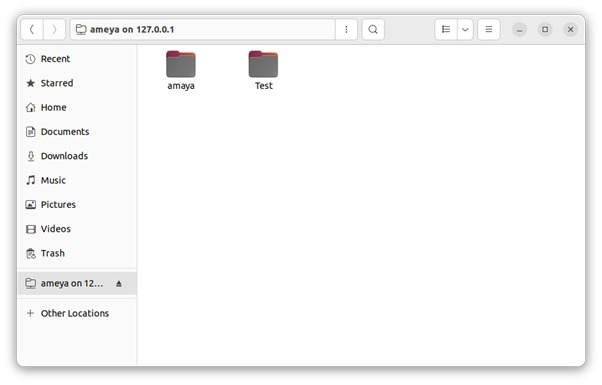 ameya on 127.0.0.1
Recent
Starred
Home
Documents
Downloads
Music
Pictures
Videos
Trash
ameya on 12...
Other Locations
amaya
Test